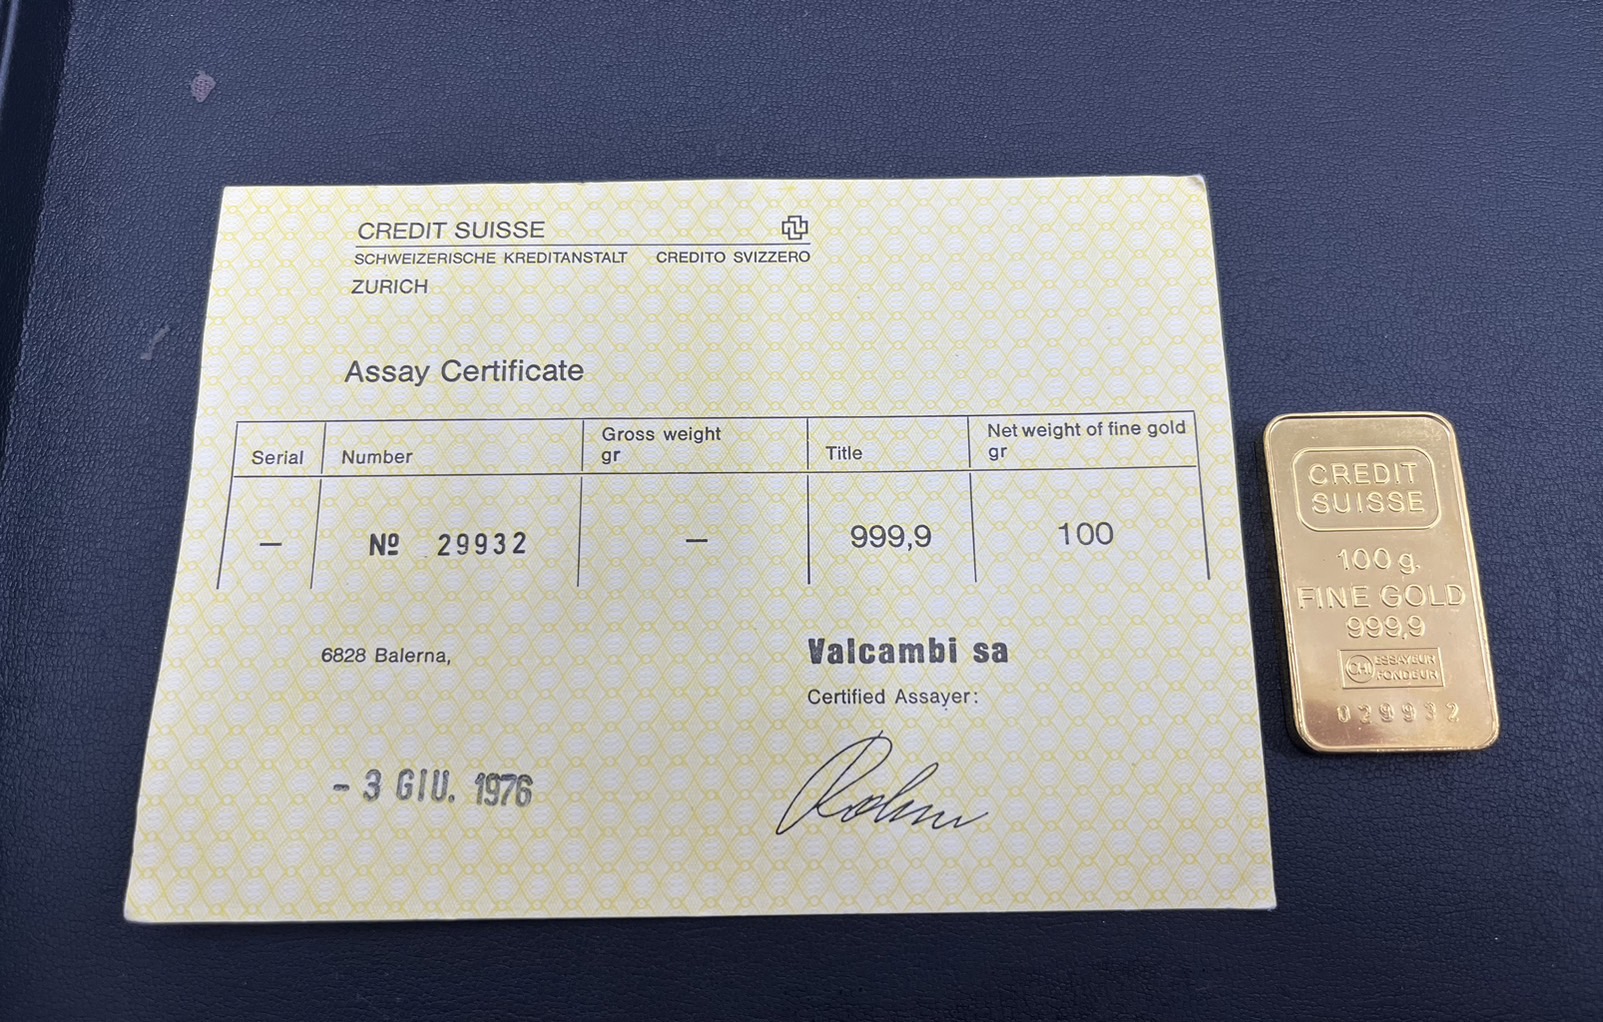 CREDIT SUISSE
SCHWEIZERISCHE KREDITANSTALT CREDITO SVIZZERO
ZURICH
Assay Certificate
Serial Number Gross weight gr Title Net weight of fine gold gr
— Nº 29932 — 999,9 100
6828 Balerna,
Valcambi sa
Certified Assayer:
- 3 GIU. 1976
CREDIT
SUISSE
100 g.
FINE GOLD
999,9
CHI ESSAYEUR
FONDEUR
029932